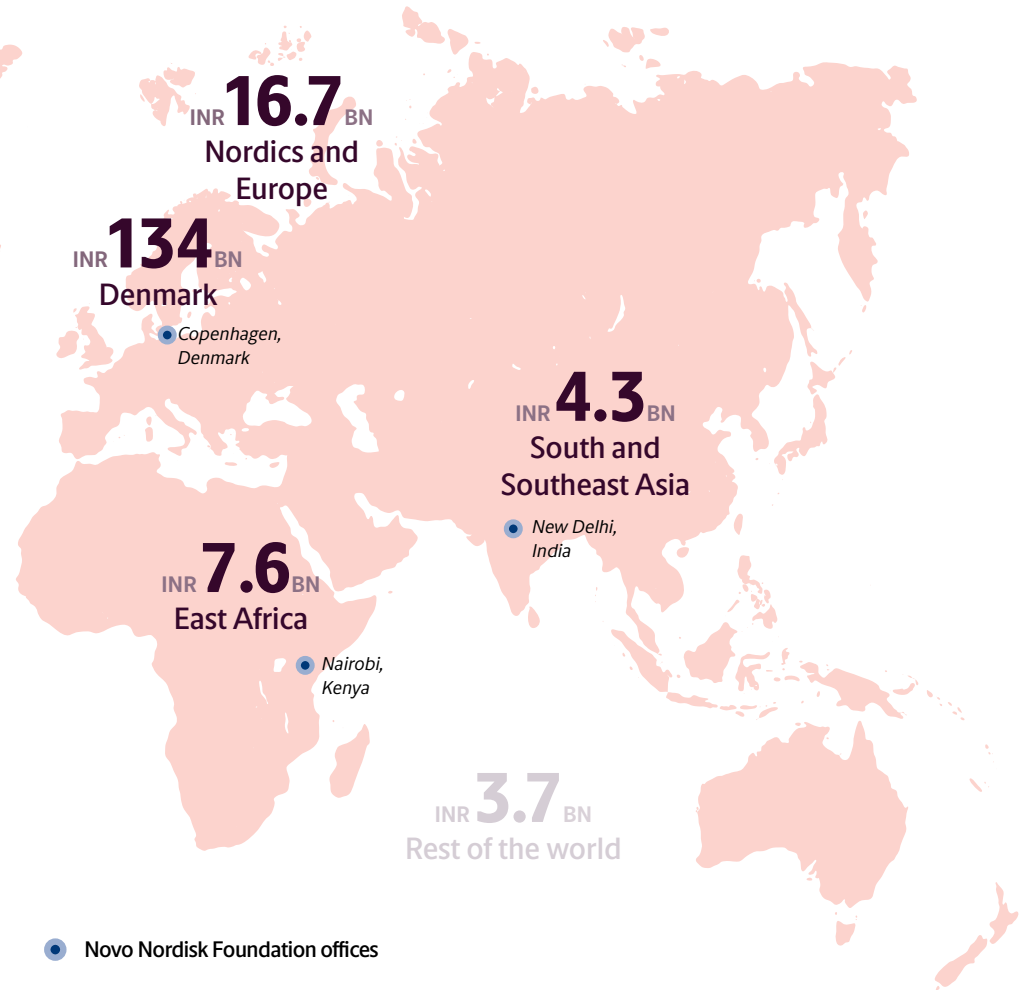 INR 16.7 BN
Nordics and
Europe
INR 134 BN
Denmark
Copenhagen,
Denmark
INR 4.3 BN
South and
Southeast Asia
New Delhi,
India
INR 7.6 BN
East Africa
Nairobi,
Kenya
INR 3.7 BN
Rest of the world
Novo Nordisk Foundation offices